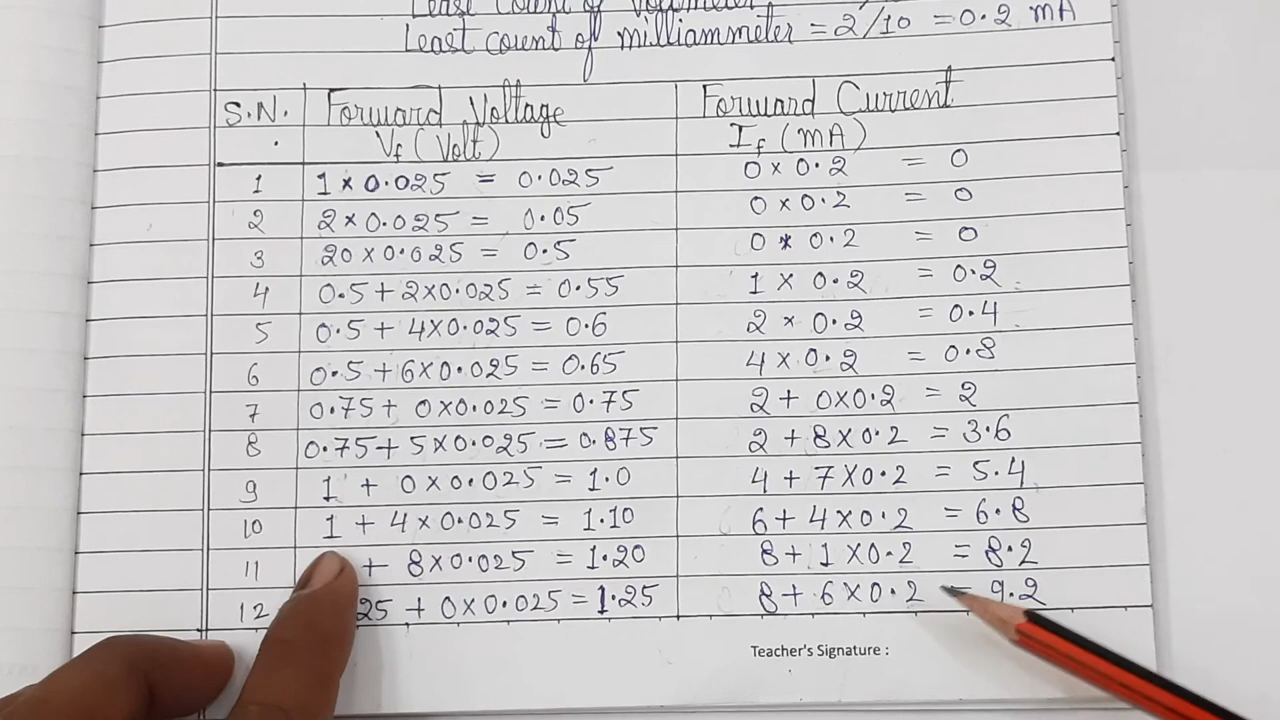 Least count of voltmeter
Least count of milliammeter = 2/10 = 0.2 mA
S.N. Forward Voltage Vf (Volt) Forward Current If (mA)
1 1 × 0.025 = 0.025 0 × 0.2 = 0
2 2 × 0.025 = 0.05 0 × 0.2 = 0
3 20 × 0.025 = 0.5 0 × 0.2 = 0
4 0.5 + 2×0.025 = 0.55 1 × 0.2 = 0.2
5 0.5 + 4×0.025 = 0.6 2 × 0.2 = 0.4
6 0.5 + 6×0.025 = 0.65 4 × 0.2 = 0.8
7 0.75 + 0×0.025 = 0.75 2 + 0×0.2 = 2
8 0.75 + 5×0.025 = 0.875 2 + 8×0.2 = 3.6
9 1 + 0×0.025 = 1.0 4 + 7×0.2 = 5.4
10 1 + 4×0.025 = 1.10 6 + 4×0.2 = 6.8
11 + 8×0.025 = 1.20 8 + 1×0.2 = 8.2
12 25 + 0×0.025 = 1.25 8 + 6×0.2 = 9.2
Teacher's Signature :